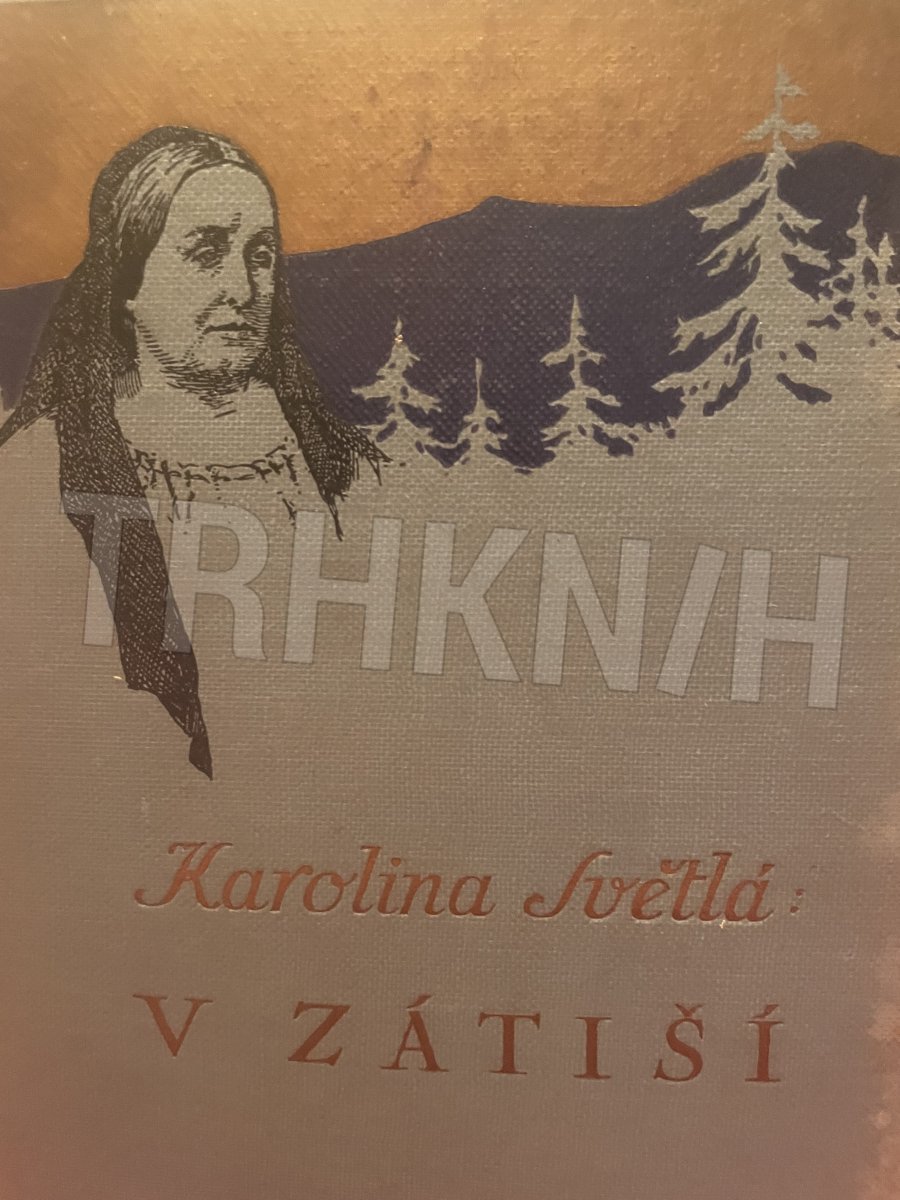 TRHKNIH
Karolina Světlá:
V ZÁTIŠÍ